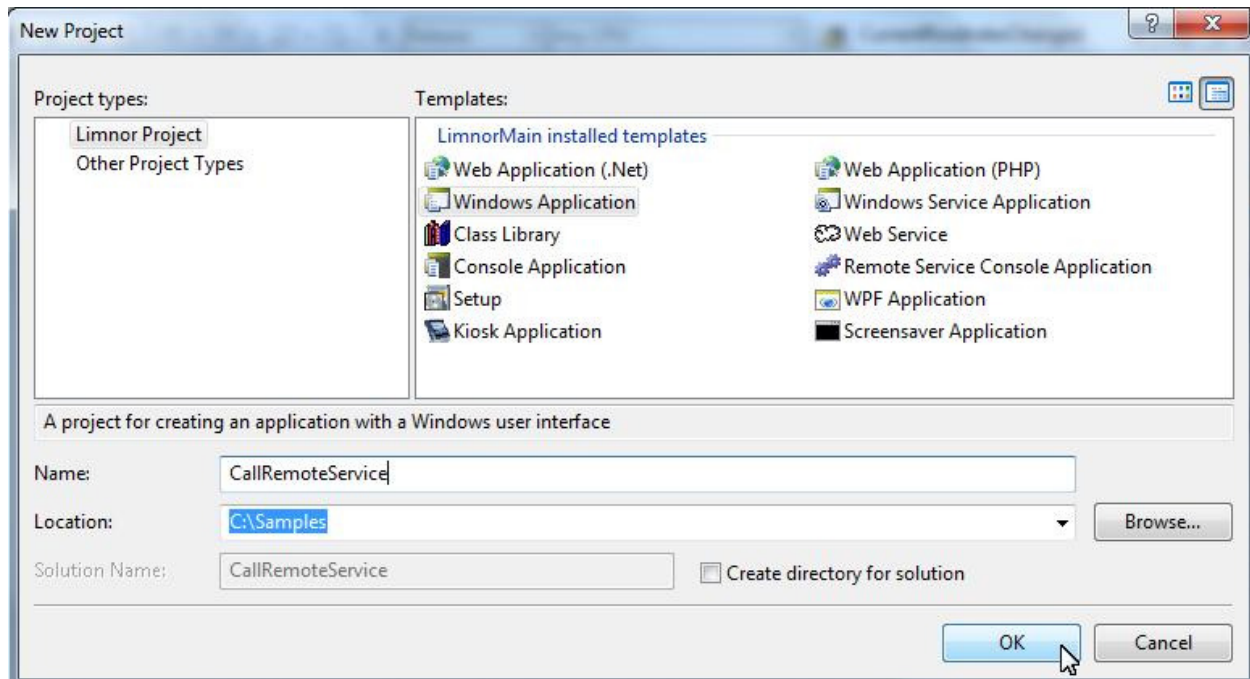 New Project
Project types:
Templates:
Limnor Project
Other Project Types
LimnorMain installed templates
Web Application (.Net)
Web Application (PHP)
Windows Application
Windows Service Application
Class Library
Web Service
Console Application
Remote Service Console Application
Setup
WPF Application
Kiosk Application
Screensaver Application
A project for creating an application with a Windows user interface
Name:
CallRemoteService
Location:
C:\Samples
Browse...
Solution Name:
CallRemoteService
Create directory for solution
OK
Cancel